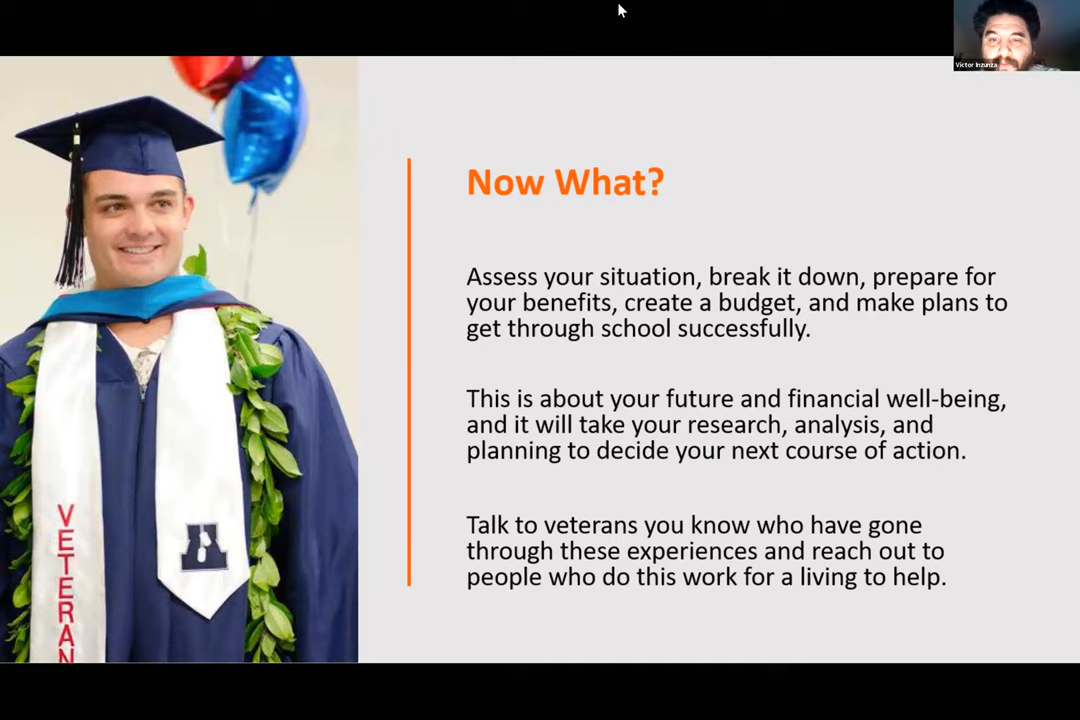 Victor Inzunza
Now What?
Assess your situation, break it down, prepare for
your benefits, create a budget, and make plans to
get through school successfully.
This is about your future and financial well-being,
and it will take your research, analysis, and
planning to decide your next course of action.
Talk to veterans you know who have gone
through these experiences and reach out to
people who do this work for a living to help.
VETERAN
A